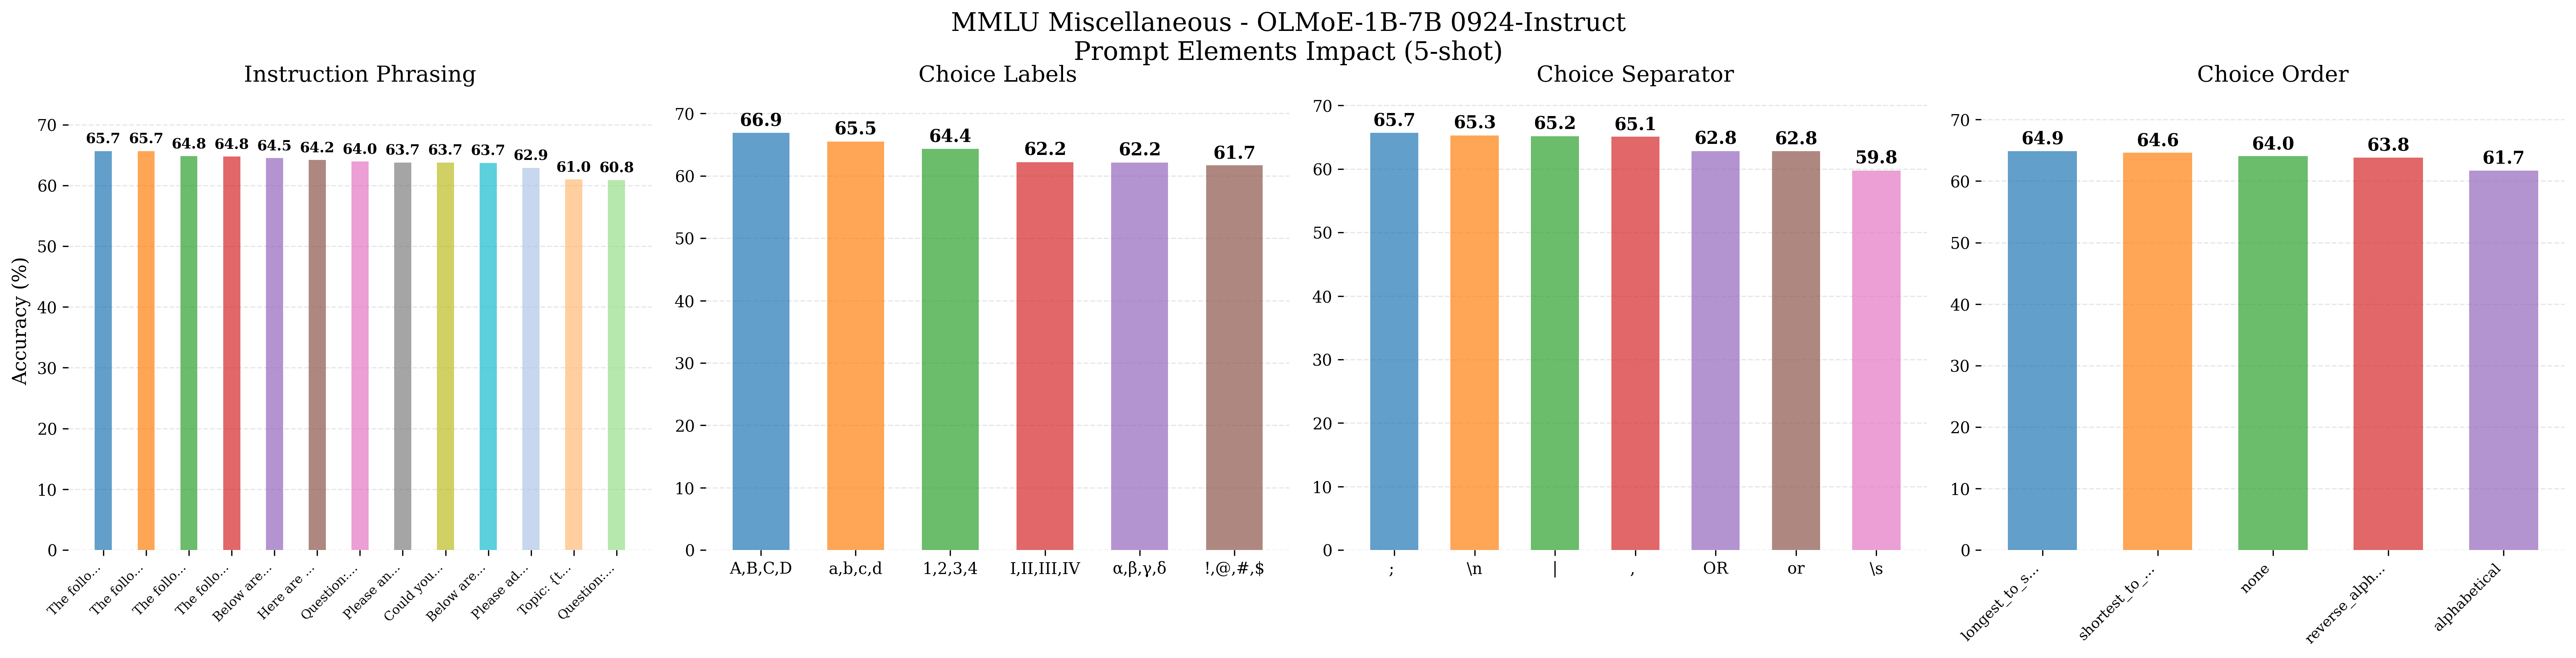 MMLU Miscellaneous - OLMoE-1B-7B 0924-Instruct
Prompt Elements Impact (5-shot)
Instruction Phrasing
Accuracy (%)
70
60
50
40
30
20
10
0
65.7 65.7 64.8 64.8 64.5 64.2 64.0 63.7 63.7 63.7 62.9 61.0 60.8
The follo... The follo... The follo... The follo... Below are... Here are ... Question:... Please an... Could you... Below are... Please ad... Topic: {t... Question:...
Choice Labels
70
60
50
40
30
20
10
0
66.9 65.5 64.4 62.2 62.2 61.7
A,B,C,D a,b,c,d 1,2,3,4 I,II,III,IV α,β,γ,δ !,@,#,$
Choice Separator
70
60
50
40
30
20
10
0
65.7 65.3 65.2 65.1 62.8 62.8 59.8
; \n | , OR or \s
Choice Order
70
60
50
40
30
20
10
0
64.9 64.6 64.0 63.8 61.7
longest_to_s... shortest_to_... none reverse_alph... alphabetical